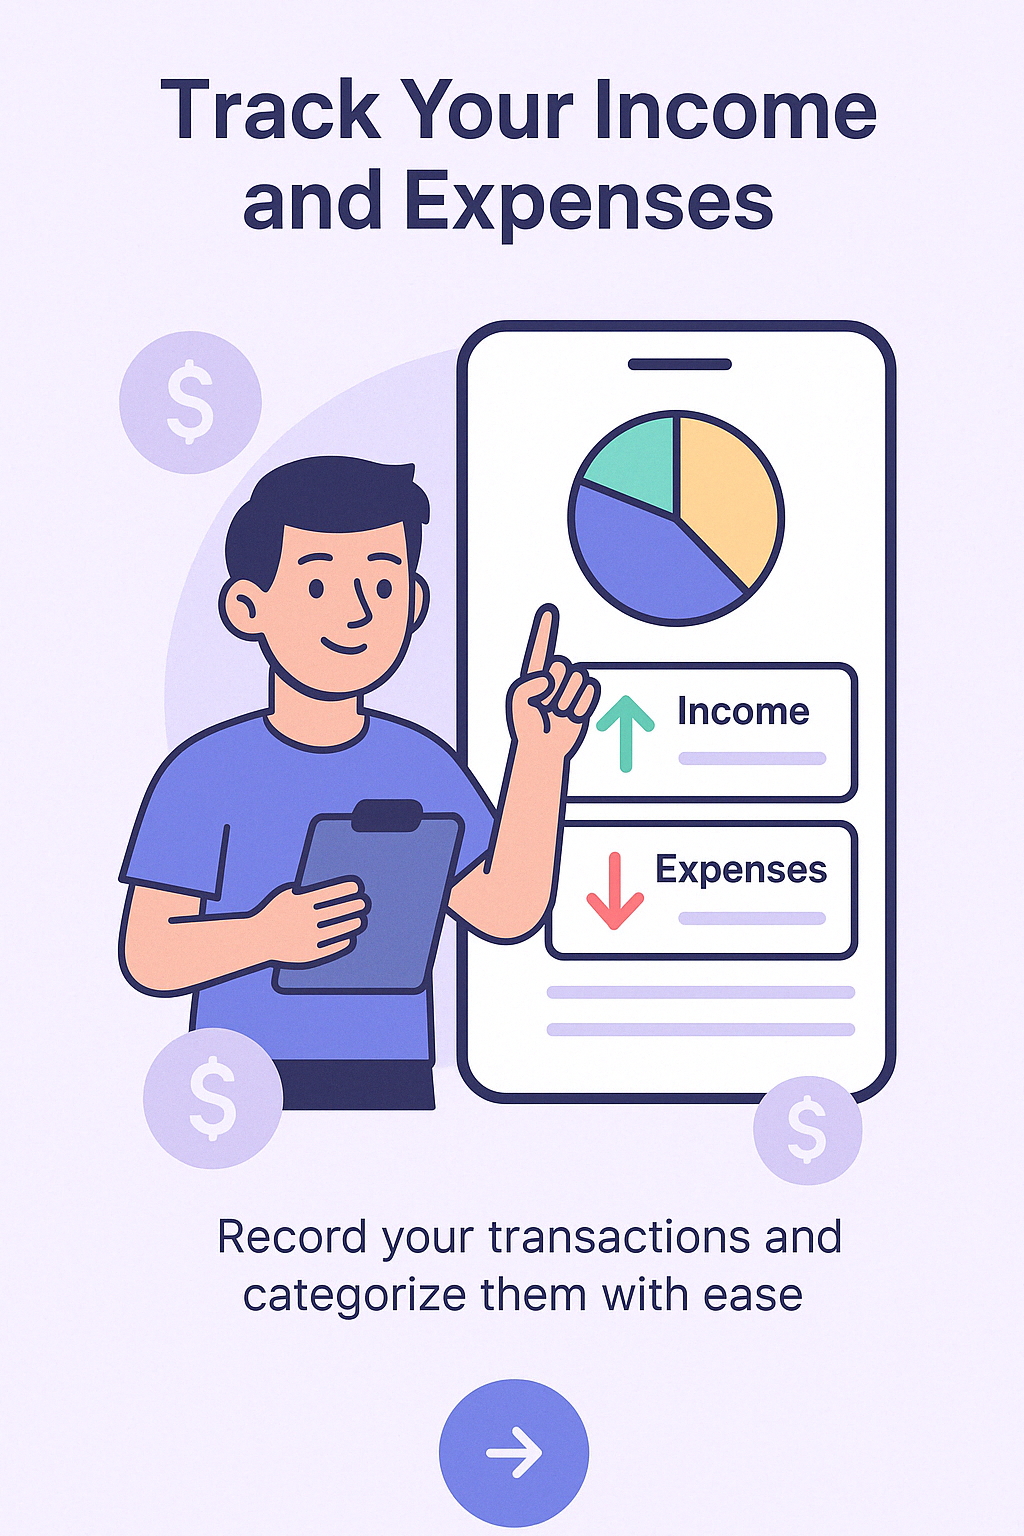 Track Your Income
and Expenses
$
Income
Expenses
$
$
Record your transactions and
categorize them with ease